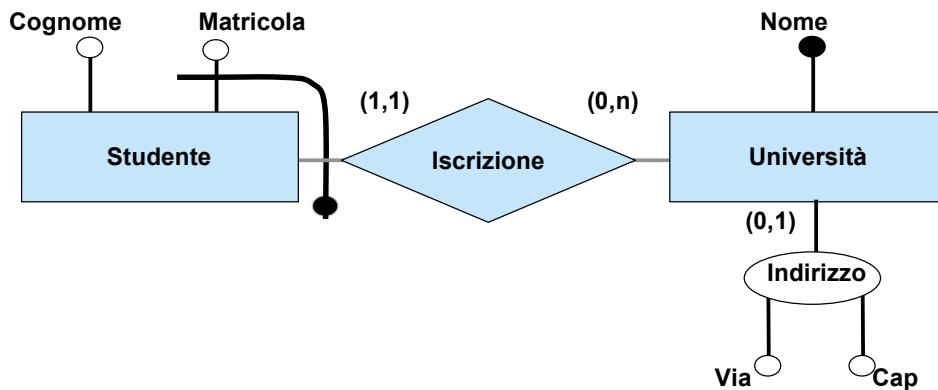 Cognome
Matricola
Nome
(1,1)
(0,n)
Studente
Iscrizione
Università
(0,1)
Indirizzo
Via
Cap